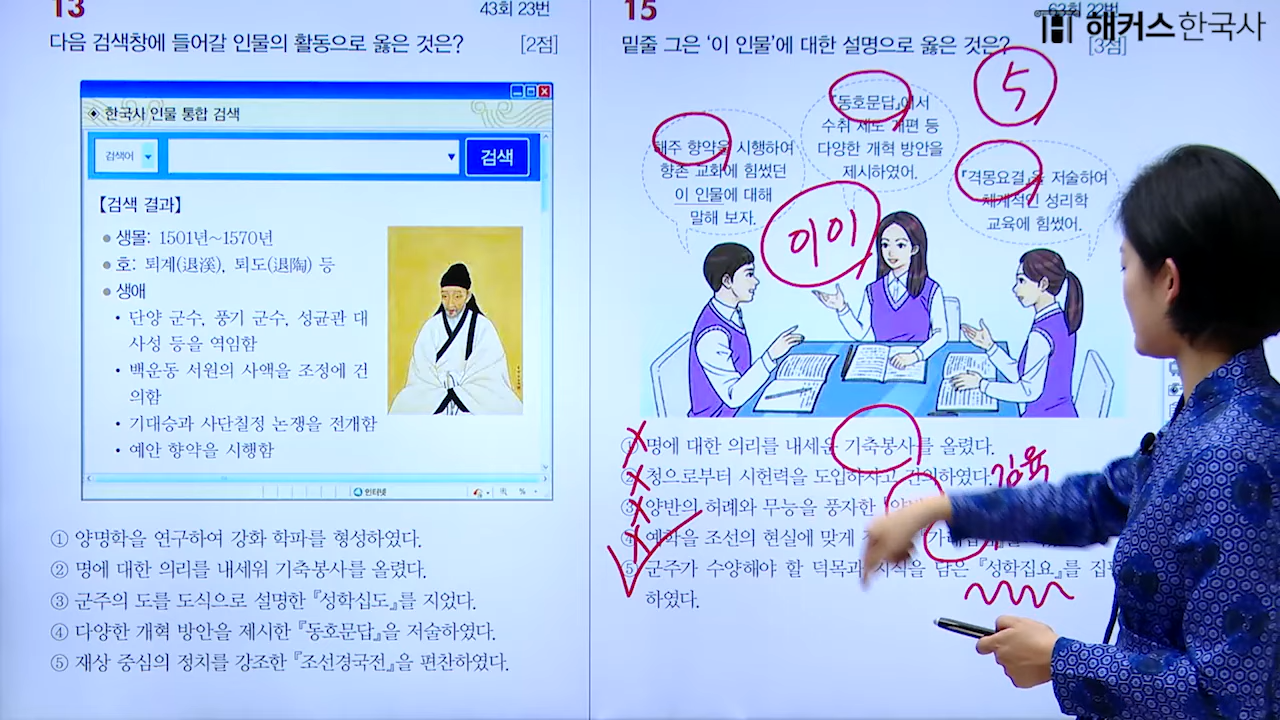 13
43회 23번
다음 검색창에 들어갈 인물의 활동으로 옳은 것은?
[2점]
◈ 한국사 인물 통합 검색
검색어
검색
【검색 결과】
● 생몰: 1501년~1570년
● 호: 퇴계(退溪), 퇴도(退陶) 등
● 생애
• 단양 군수, 풍기 군수, 성균관 대
사성 등을 역임함
• 백운동 서원의 사액을 조정에 건
의함
• 기대승과 사단칠정 논쟁을 전개함
• 예안 향약을 시행함
인터넷
%
① 양명학을 연구하여 강화 학파를 형성하였다.
② 명에 대한 의리를 내세워 기축봉사를 올렸다.
③ 군주의 도를 도식으로 설명한 『성학십도』를 지었다.
④ 다양한 개혁 방안을 제시한 『동호문답』을 저술하였다.
⑤ 재상 중심의 정치를 강조한 『조선경국전』을 편찬하였다.
15
22번
해커스한국사
밑줄 그은 '이 인물'에 대한 설명으로 옳은 것은?
[3점]
5
해주 향약을 시행하여
향촌 교화에 힘썼던
이 인물에 대해
말해 보자.
『동호문답』에서
수취 제도 개편 등
다양한 개혁 방안을
제시하였어.
『격몽요결』을 저술하여
체계적인 성리학
교육에 힘썼어.
이이
① 명에 대한 의리를 내세운 기축봉사를 올렸다.
② 청으로부터 시헌력을 도입하자고 건의하였다.
김육
③ 양반의 허례와 무능을 풍자한
④ 예학을 조선의 현실에 맞게
⑤ 군주가 수양해야 할 덕목과 지식을 담은 『성학집요』를 집
하였다.